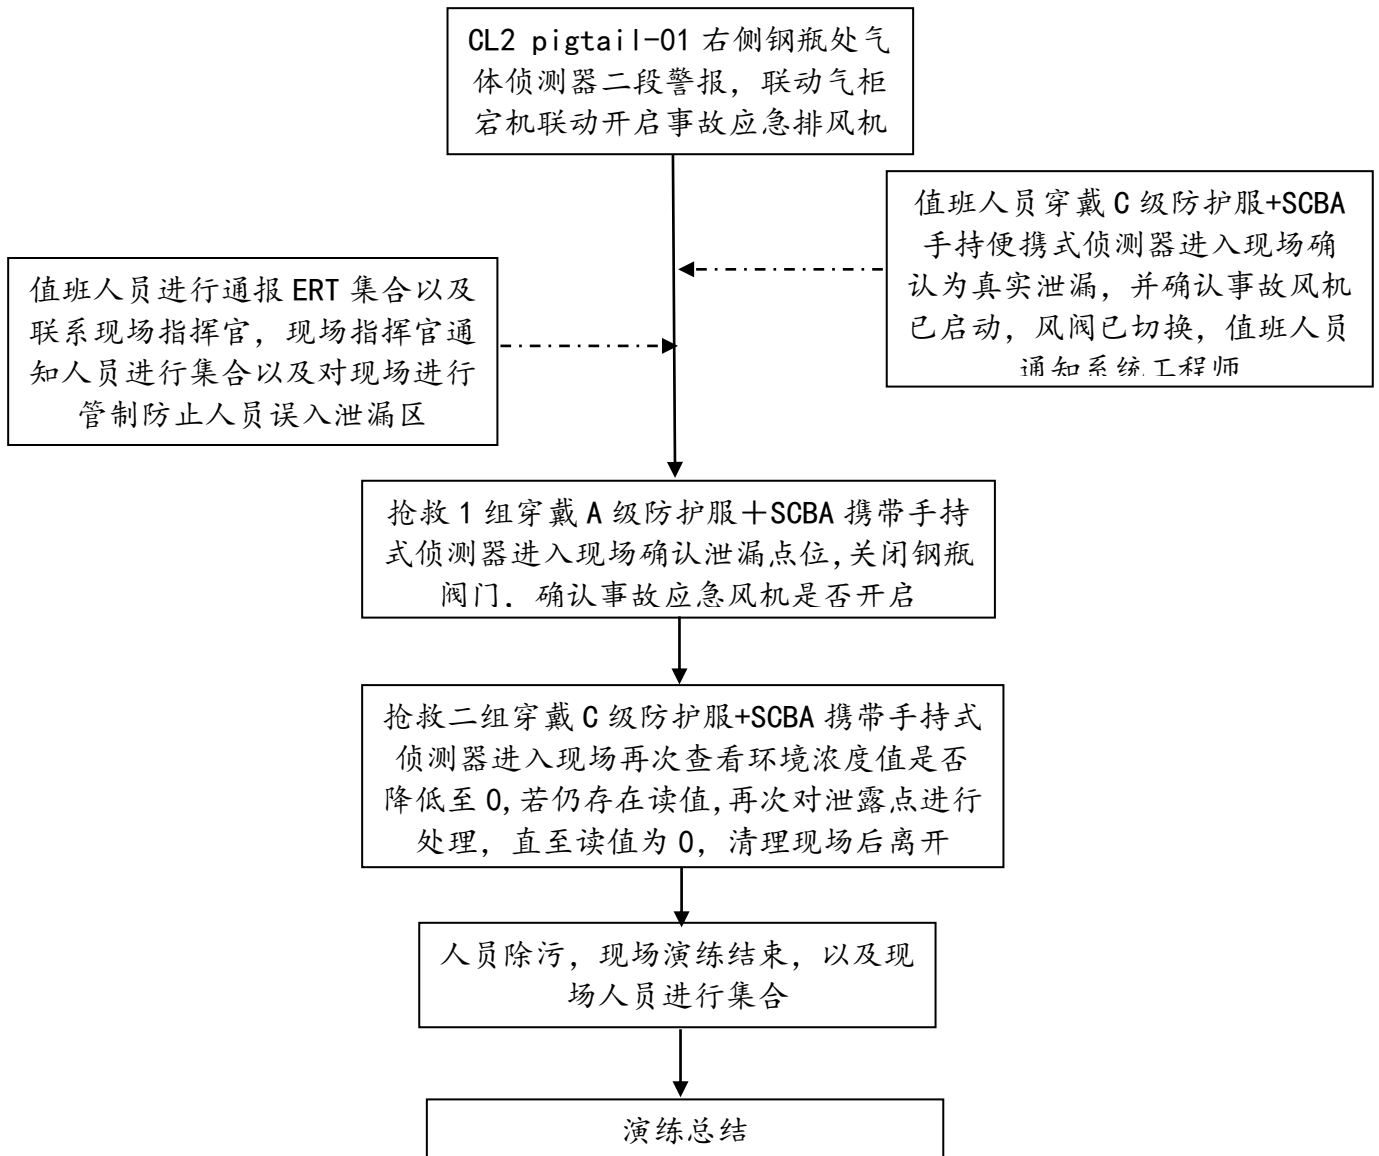 CL2 pigtail-01 右侧钢瓶处气
体侦测器二段警报，联动气柜
宕机联动开启事故应急排风机
值班人员穿戴 C 级防护服+SCBA
手持便携式侦测器进入现场确
认为真实泄漏，并确认事故风机
已启动，风阀已切换，值班人员
通知系统工程师
值班人员进行通报 ERT 集合以及
联系现场指挥官，现场指挥官通
知人员进行集合以及对现场进行
管制防止人员误入泄漏区
抢救 1 组穿戴 A 级防护服＋SCBA 携带手持
式侦测器进入现场确认泄漏点位,关闭钢瓶
阀门．确认事故应急风机是否开启
抢救二组穿戴 C 级防护服+SCBA 携带手持式
侦测器进入现场再次查看环境浓度值是否
降低至 0,若仍存在读值,再次对泄露点进行
处理，直至读值为 0，清理现场后离开
人员除污，现场演练结束，以及现
场人员进行集合
演练总结